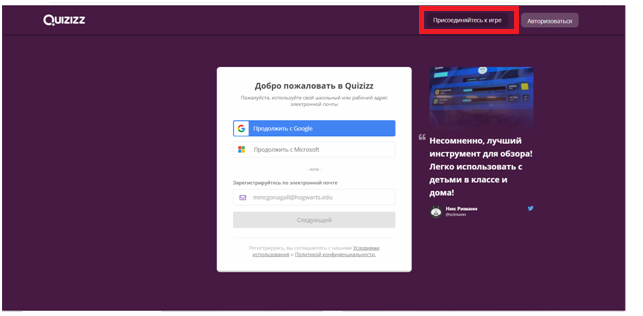 QUIZIZZ
Присоединяйтесь к игре
Авторизоваться
Добро пожаловать в Quizizz
Пожалуйста, используйте свой школьный или рабочий адрес
электронной почты
Продолжить с Google
Продолжить с Microsoft
- или -
Зарегистрируйтесь по электронной почте
mmcgonagall@hogwarts.edu
Следующий
Регистрируясь, вы соглашаетесь с нашими Условиями
использования и Политикой конфиденциальности.
Несомненно, лучший
инструмент для обзора!
Легко использовать с
детьми в классе и
дома!
Ник Ризманн